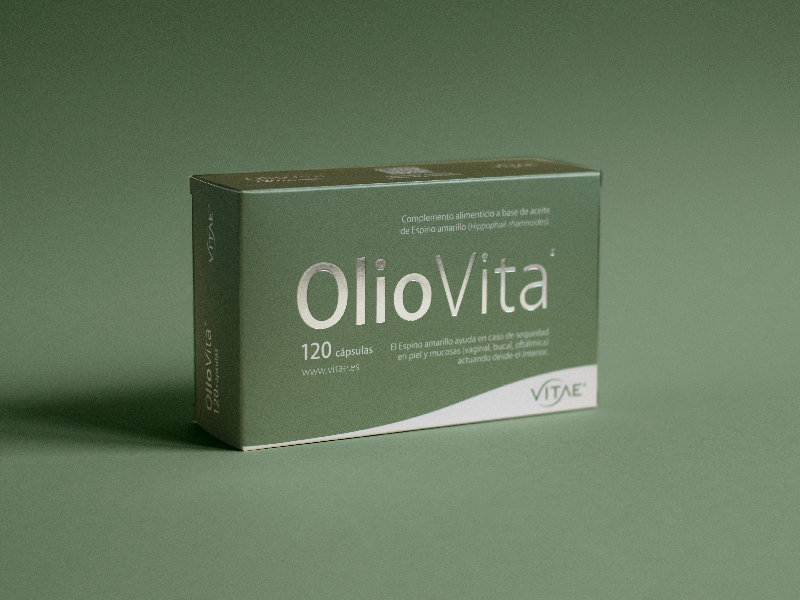 Complemento alimenticio a base de aceite
de Espino amarillo (Hippophaë rhamnoides).
OlioVita®
120 cápsulas
www.vitae.es
El Espino amarillo ayuda en caso de sequedad
en piel y mucosas (vaginal, bucal, oftálmica)
actuando desde el interior.
VITAE®
VITAE®
OlioVita®
120 cápsulas